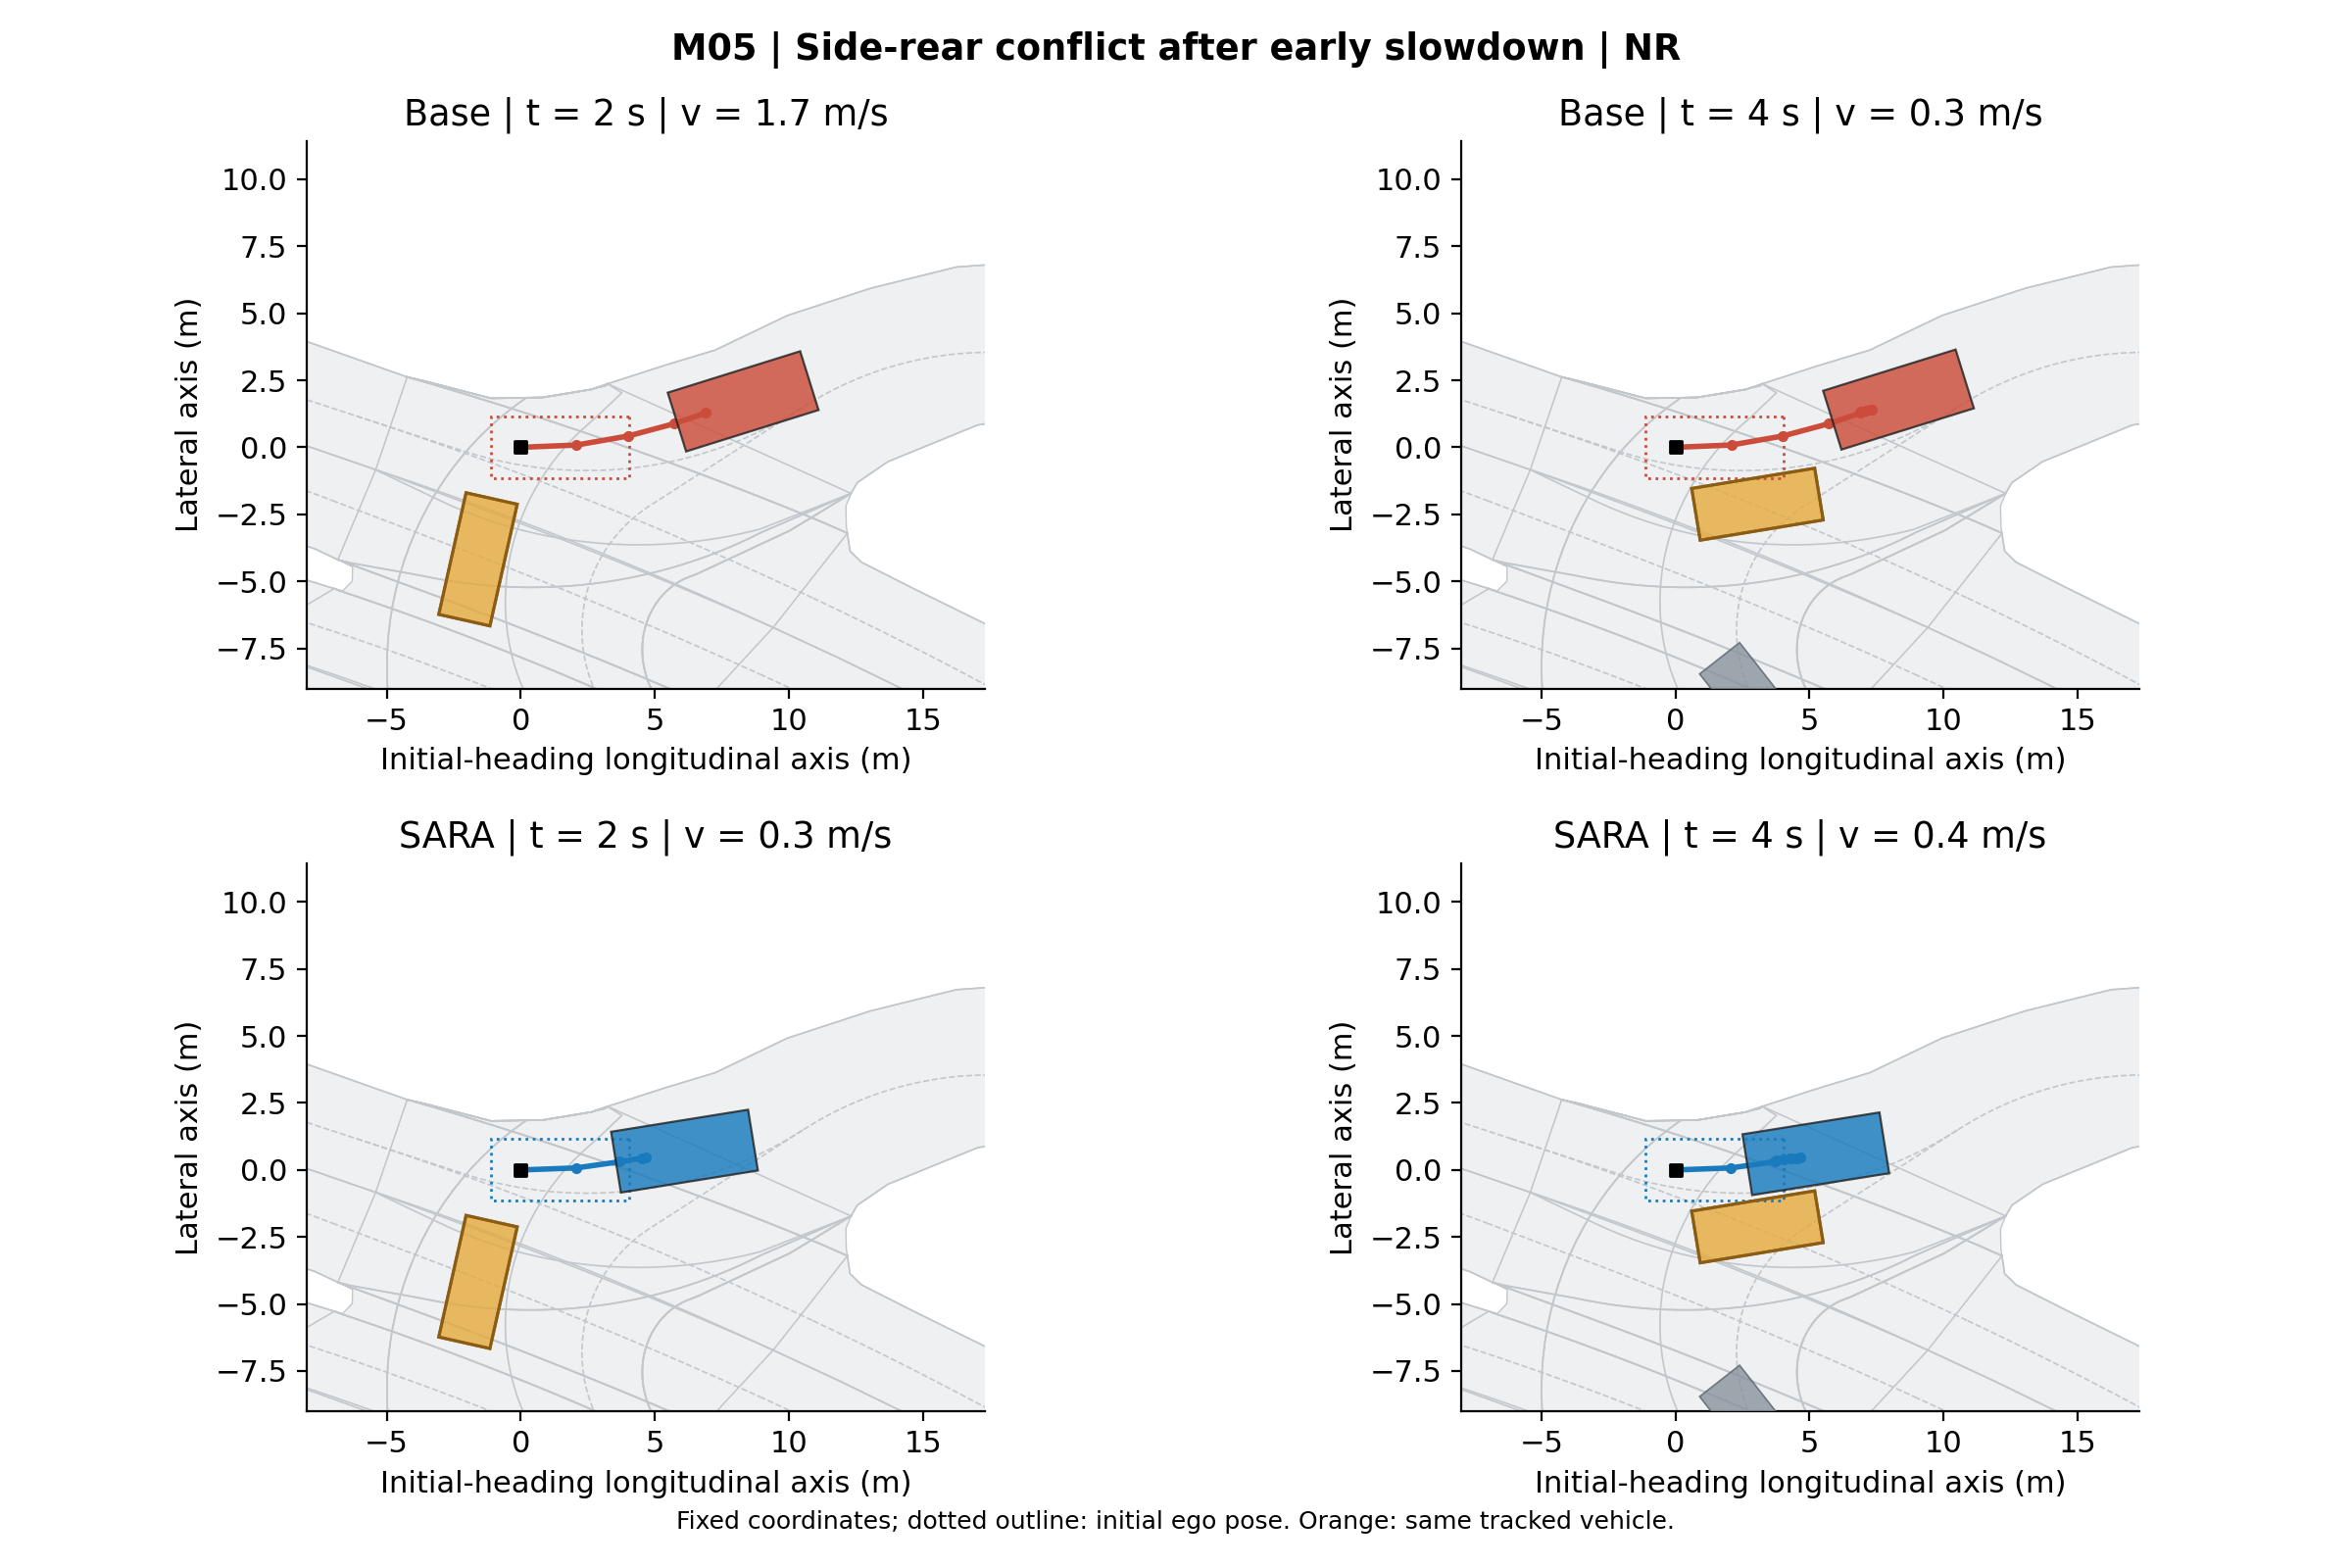 M05 | Side-rear conflict after early slowdown | NR
Base | t = 2 s | v = 1.7 m/s
10.0
7.5
5.0
2.5
0.0
−2.5
−5.0
−7.5
Lateral axis (m)
−5 0 5 10 15
Initial-heading longitudinal axis (m)
Base | t = 4 s | v = 0.3 m/s
10.0
7.5
5.0
2.5
0.0
−2.5
−5.0
−7.5
Lateral axis (m)
−5 0 5 10 15
Initial-heading longitudinal axis (m)
SARA | t = 2 s | v = 0.3 m/s
10.0
7.5
5.0
2.5
0.0
−2.5
−5.0
−7.5
Lateral axis (m)
−5 0 5 10 15
Initial-heading longitudinal axis (m)
SARA | t = 4 s | v = 0.4 m/s
10.0
7.5
5.0
2.5
0.0
−2.5
−5.0
−7.5
Lateral axis (m)
−5 0 5 10 15
Initial-heading longitudinal axis (m)
Fixed coordinates; dotted outline: initial ego pose. Orange: same tracked vehicle.